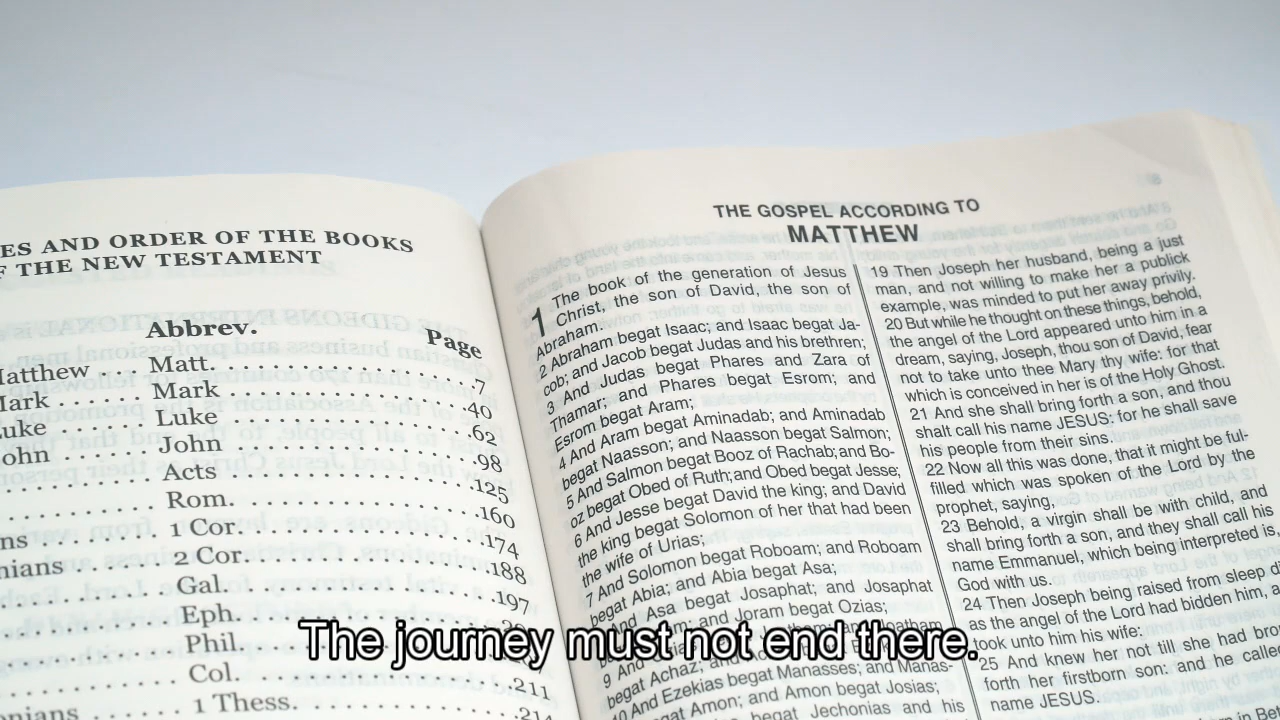 ES AND ORDER OF THE BOOKS
F THE NEW TESTAMENT
Abbrev. Page
atthew Matt. 7
Mark Mark 40
Luke Luke 62
John John 98
Acts 125
Rom. 160
ns 1 Cor. 174
nians 2 Cor. 188
Gal. 197
Eph.
Phil.
Col. 211
onians 1 Thess. 214
THE GOSPEL ACCORDING TO
MATTHEW
1 The book of the generation of Jesus
Christ, the son of David, the son of
Abraham.
2 Abraham begat Isaac; and Isaac begat Ja-
cob; and Jacob begat Judas and his brethren;
3 And Judas begat Phares and Zara of
Thamar; and Phares begat Esrom; and
Esrom begat Aram;
4 And Aram begat Aminadab; and Aminadab
begat Naasson; and Naasson begat Salmon;
5 And Salmon begat Booz of Rachab; and Bo-
oz begat Obed of Ruth; and Obed begat Jesse;
6 And Jesse begat David the king; and David
the king begat Solomon of her that had been
the wife of Urias;
7 And Solomon begat Roboam; and Roboam
begat Abia; and Abia begat Asa;
8 And Asa begat Josaphat; and Josaphat
begat Joram; and Joram begat Ozias;
9 And
begat Achaz; and
10 And Ezekias begat Manasses; and Manas-
begat Amon; and Amon begat Josias;
begat Jechonias and his
19 Then Joseph her husband, being a just
man, and not willing to make her a publick
example, was minded to put her away privily.
20 But while he thought on these things, behold,
the angel of the Lord appeared unto him in a
dream, saying, Joseph, thou son of David, fear
not to take unto thee Mary thy wife: for that
which is conceived in her is of the Holy Ghost.
21 And she shall bring forth a son, and thou
shalt call his name JESUS: for he shall save
his people from their sins.
22 Now all this was done, that it might be ful-
filled which was spoken of the Lord by the
prophet, saying,
23 Behold, a virgin shall be with child, and
shall bring forth a son, and they shall call his
name Emmanuel, which being interpreted is,
God with us.
24 Then Joseph being raised from sleep di
as the angel of the Lord had bidden him, a
took unto him his wife:
25 And knew her not till she had bro
forth her firstborn son: and he calle
name JESUS.
The journey must not end there.